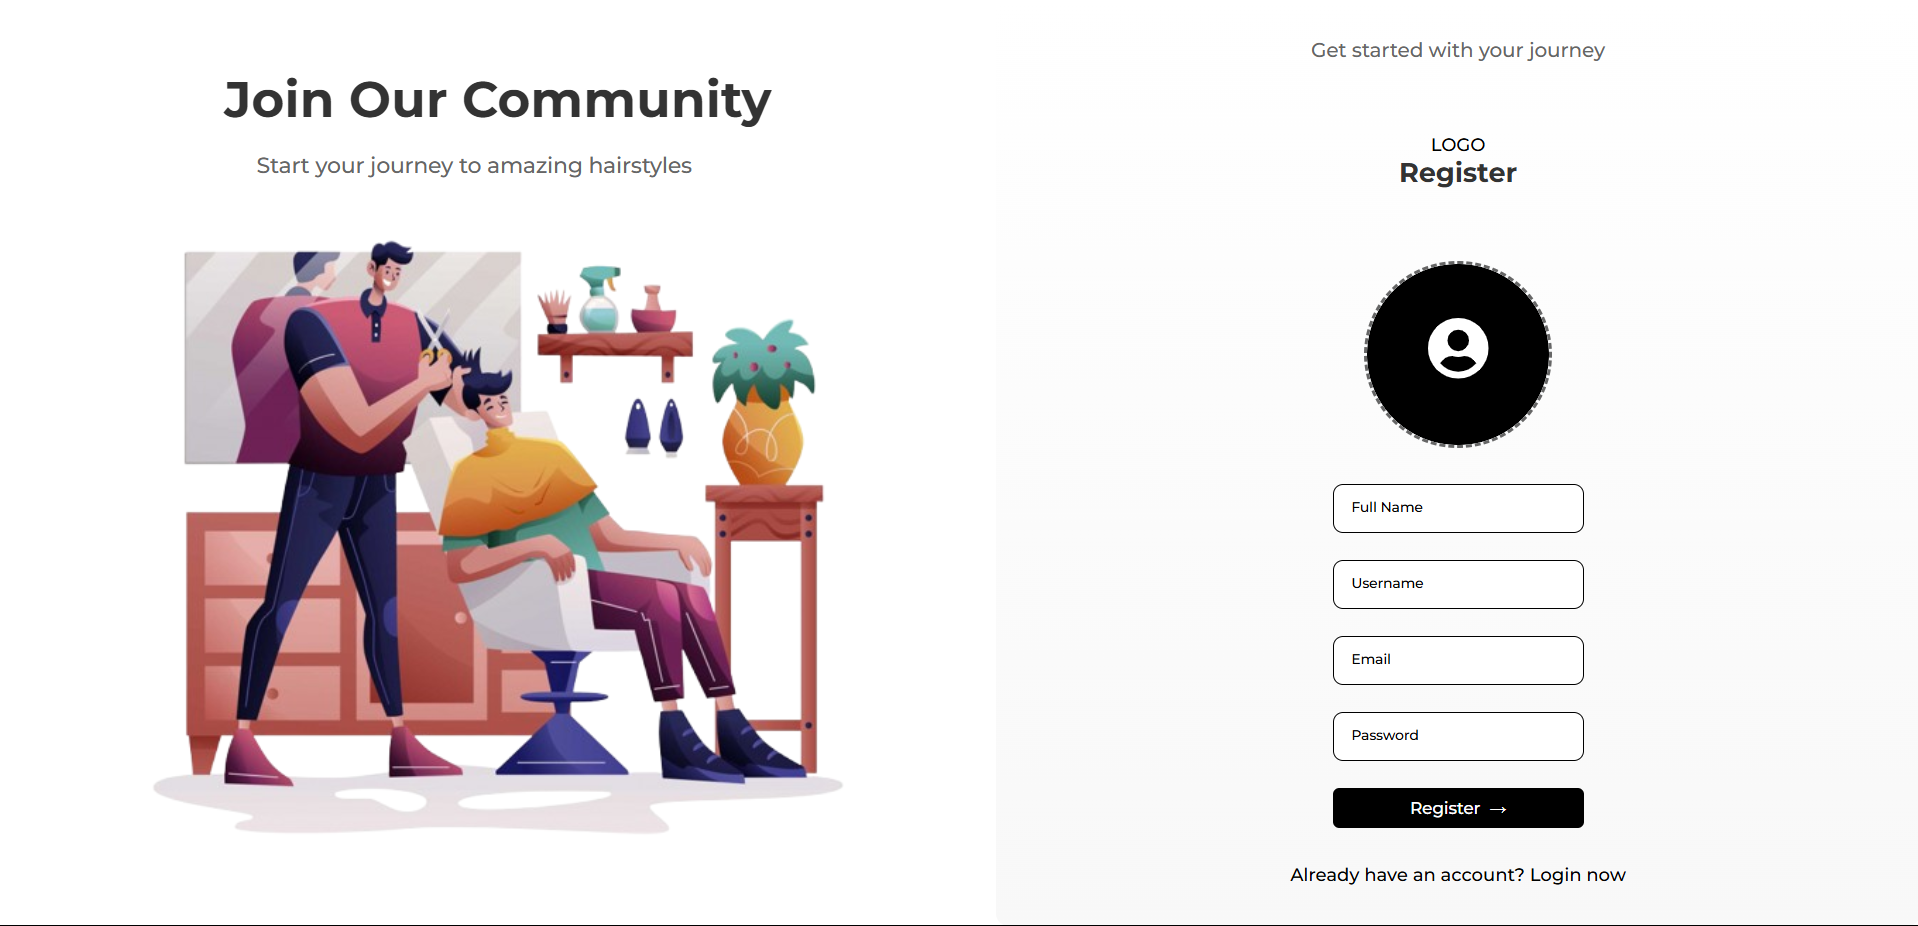 Join Our Community
Start your journey to amazing hairstyles
Get started with your journey
LOGO
Register
Full Name
Username
Email
Password
Register →
Already have an account? Login now